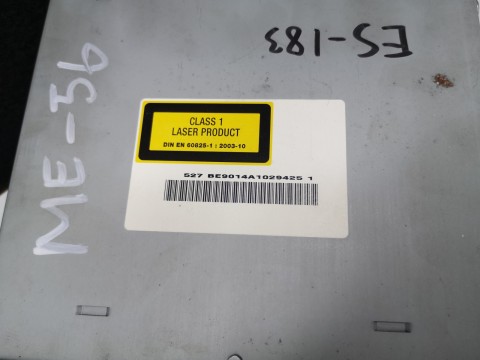 ES-183
ME-56
CLASS 1
LASER PRODUCT
DIN EN 60825-1 : 2003-10
527 BE9014A1029425 1